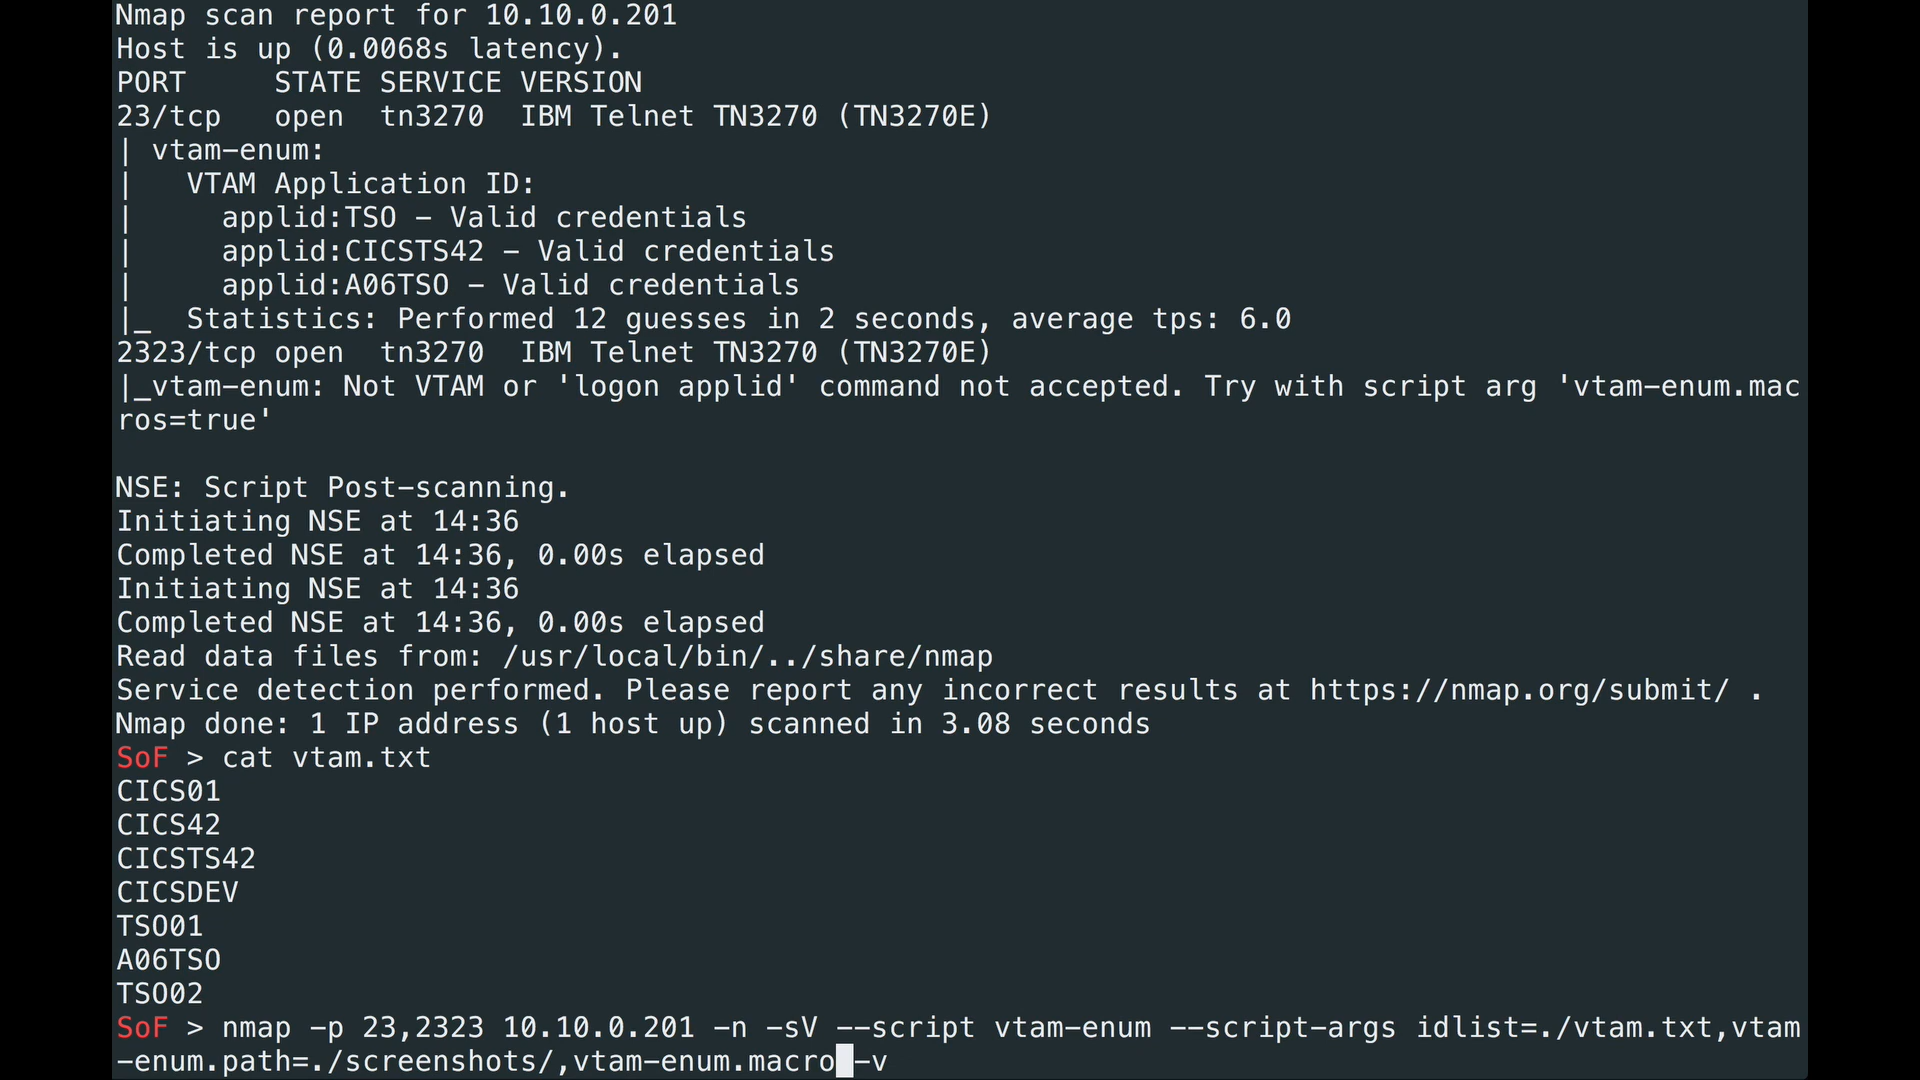 Nmap scan report for 10.10.0.201
Host is up (0.0068s latency).
PORT     STATE SERVICE VERSION
23/tcp   open  tn3270  IBM Telnet TN3270 (TN3270E)
| vtam-enum:
|   VTAM Application ID:
|     applid:TSO - Valid credentials
|     applid:CICSTS42 - Valid credentials
|     applid:A06TSO - Valid credentials
|_  Statistics: Performed 12 guesses in 2 seconds, average tps: 6.0
2323/tcp open  tn3270  IBM Telnet TN3270 (TN3270E)
|_vtam-enum: Not VTAM or 'logon applid' command not accepted. Try with script arg 'vtam-enum.mac
ros=true'

NSE: Script Post-scanning.
Initiating NSE at 14:36
Completed NSE at 14:36, 0.00s elapsed
Initiating NSE at 14:36
Completed NSE at 14:36, 0.00s elapsed
Read data files from: /usr/local/bin/../share/nmap
Service detection performed. Please report any incorrect results at https://nmap.org/submit/ .
Nmap done: 1 IP address (1 host up) scanned in 3.08 seconds
SoF > cat vtam.txt
CICS01
CICS42
CICSTS42
CICSDEV
TSO01
A06TSO
TSO02
SoF > nmap -p 23,2323 10.10.0.201 -n -sV --script vtam-enum --script-args idlist=./vtam.txt,vtam
-enum.path=./screenshots/,vtam-enum.macro -v